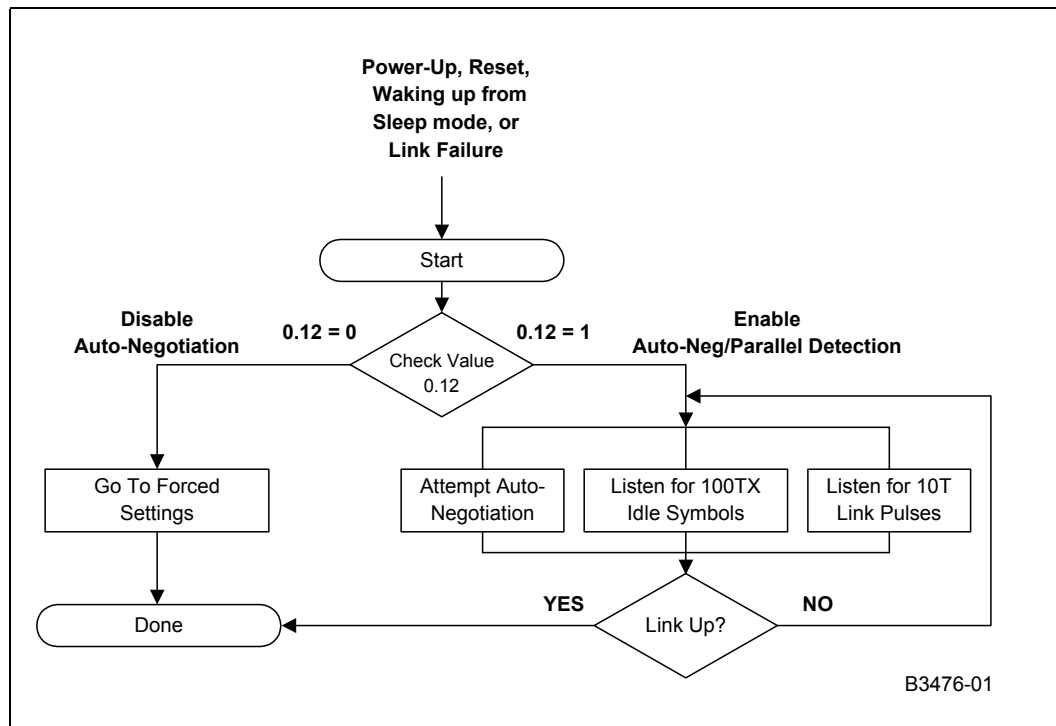 Power-Up, Reset,
Waking up from
Sleep mode, or
Link Failure
Start
Disable
Auto-Negotiation
0.12 = 0
0.12 = 1
Enable
Auto-Neg/Parallel Detection
Check Value
0.12
Go To Forced
Settings
Attempt Auto-
Negotiation
Listen for 100TX
Idle Symbols
Listen for 10T
Link Pulses
Done
YES
Link Up?
NO
B3476-01